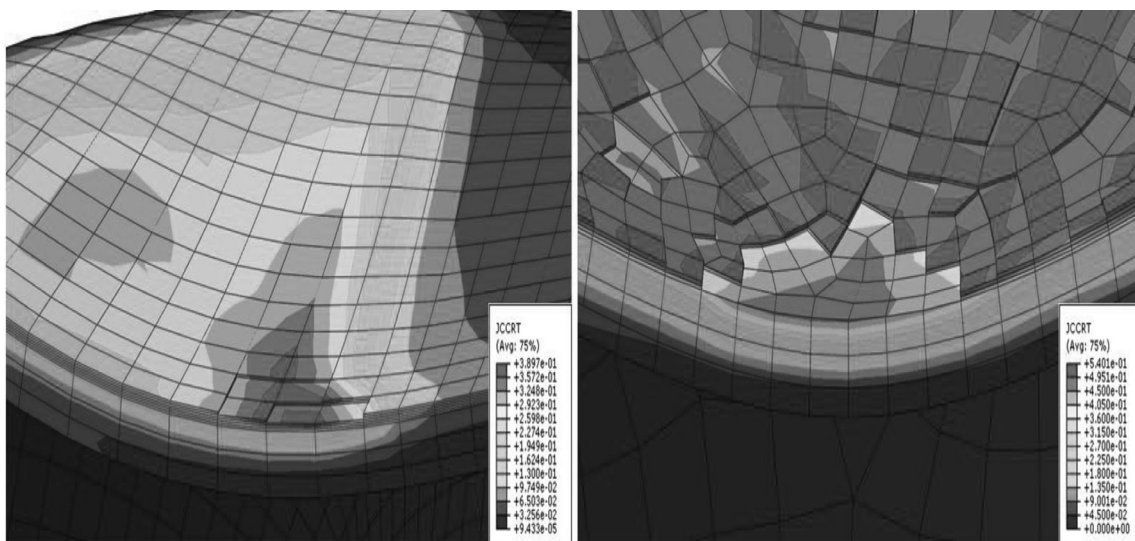 JCCRT
(Avg: 75%)
+3.897e-01
+3.572e-01
+3.248e-01
+2.923e-01
+2.598e-01
+2.274e-01
+1.949e-01
+1.624e-01
+1.300e-01
+9.749e-02
+6.503e-02
+3.256e-02
+9.433e-05
JCCRT
(Avg: 75%)
+5.401e-01
+4.951e-01
+4.500e-01
+4.050e-01
+3.600e-01
+3.150e-01
+2.700e-01
+2.250e-01
+1.800e-01
+1.350e-01
+9.001e-02
+4.500e-02
+0.000e+00